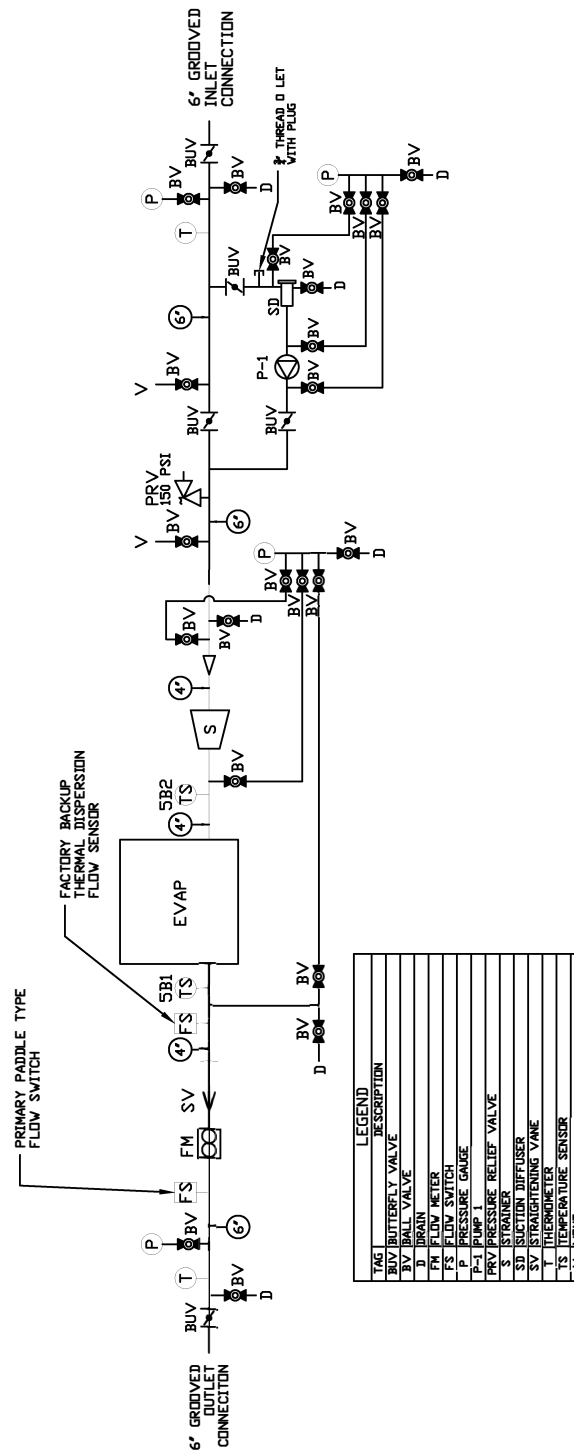 PRIMARY PADDLE TYPE
FLOW SWITCH
FACTORY BACKUP
THERMAL DISPERSION
FLOW SENSOR
6" GROOVED
OUTLET
CONNECITON
BUV
T
BV
D
P
BV
6"
FS
FM
SV
4"
FS
5B1
TS
BV
D
BV
EVAP
4"
5B2
TS
BV
S
4"
BV
BV
D
V
BV
6"
PRV
150 PSI
P
BV
BV
BV
BV
D
BUV
BUV
V
BV
6"
P-1
BV
BV
SD
BV
D
BUV
BV
3/4" THREAD O LET
WITH PLUG
T
P
BV
BV
D
BUV
6" GROOVED
INLET
CONNECTION
P
BV
BV
BV
BV
D
LEGEND
TAG DESCRIPTION
BUV BUTTERFLY VALVE
BV BALL VALVE
D DRAIN
FM FLOW METER
FS FLOW SWITCH
P PRESSURE GAUGE
P-1 PUMP 1
PRV PRESSURE RELIEF VALVE
S STRAINER
SD SUCTION DIFFUSER
SV STRAIGHTENING VANE
T THERMOMETER
TS TEMPERATURE SENSOR